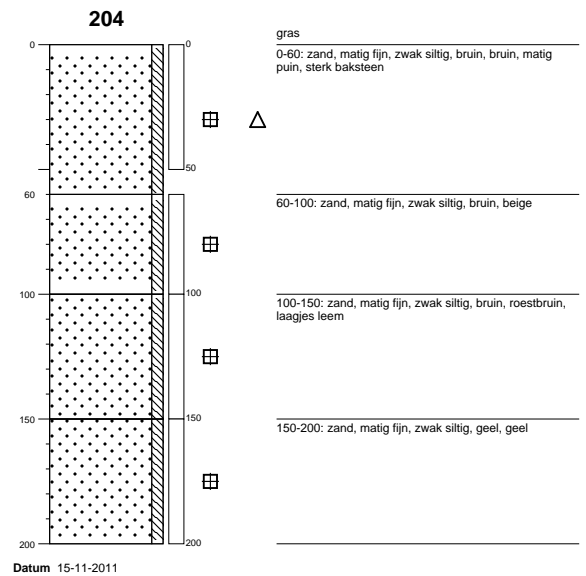 204
gras
0
0
0-60: zand, matig fijn, zwak siltig, bruin, bruin, matig
puin, sterk baksteen
50
60
60-100: zand, matig fijn, zwak siltig, bruin, beige
100
100
100-150: zand, matig fijn, zwak siltig, bruin, roestbruin,
laagjes leem
150
150
150-200: zand, matig fijn, zwak siltig, geel, geel
200
200
Datum 15-11-2011